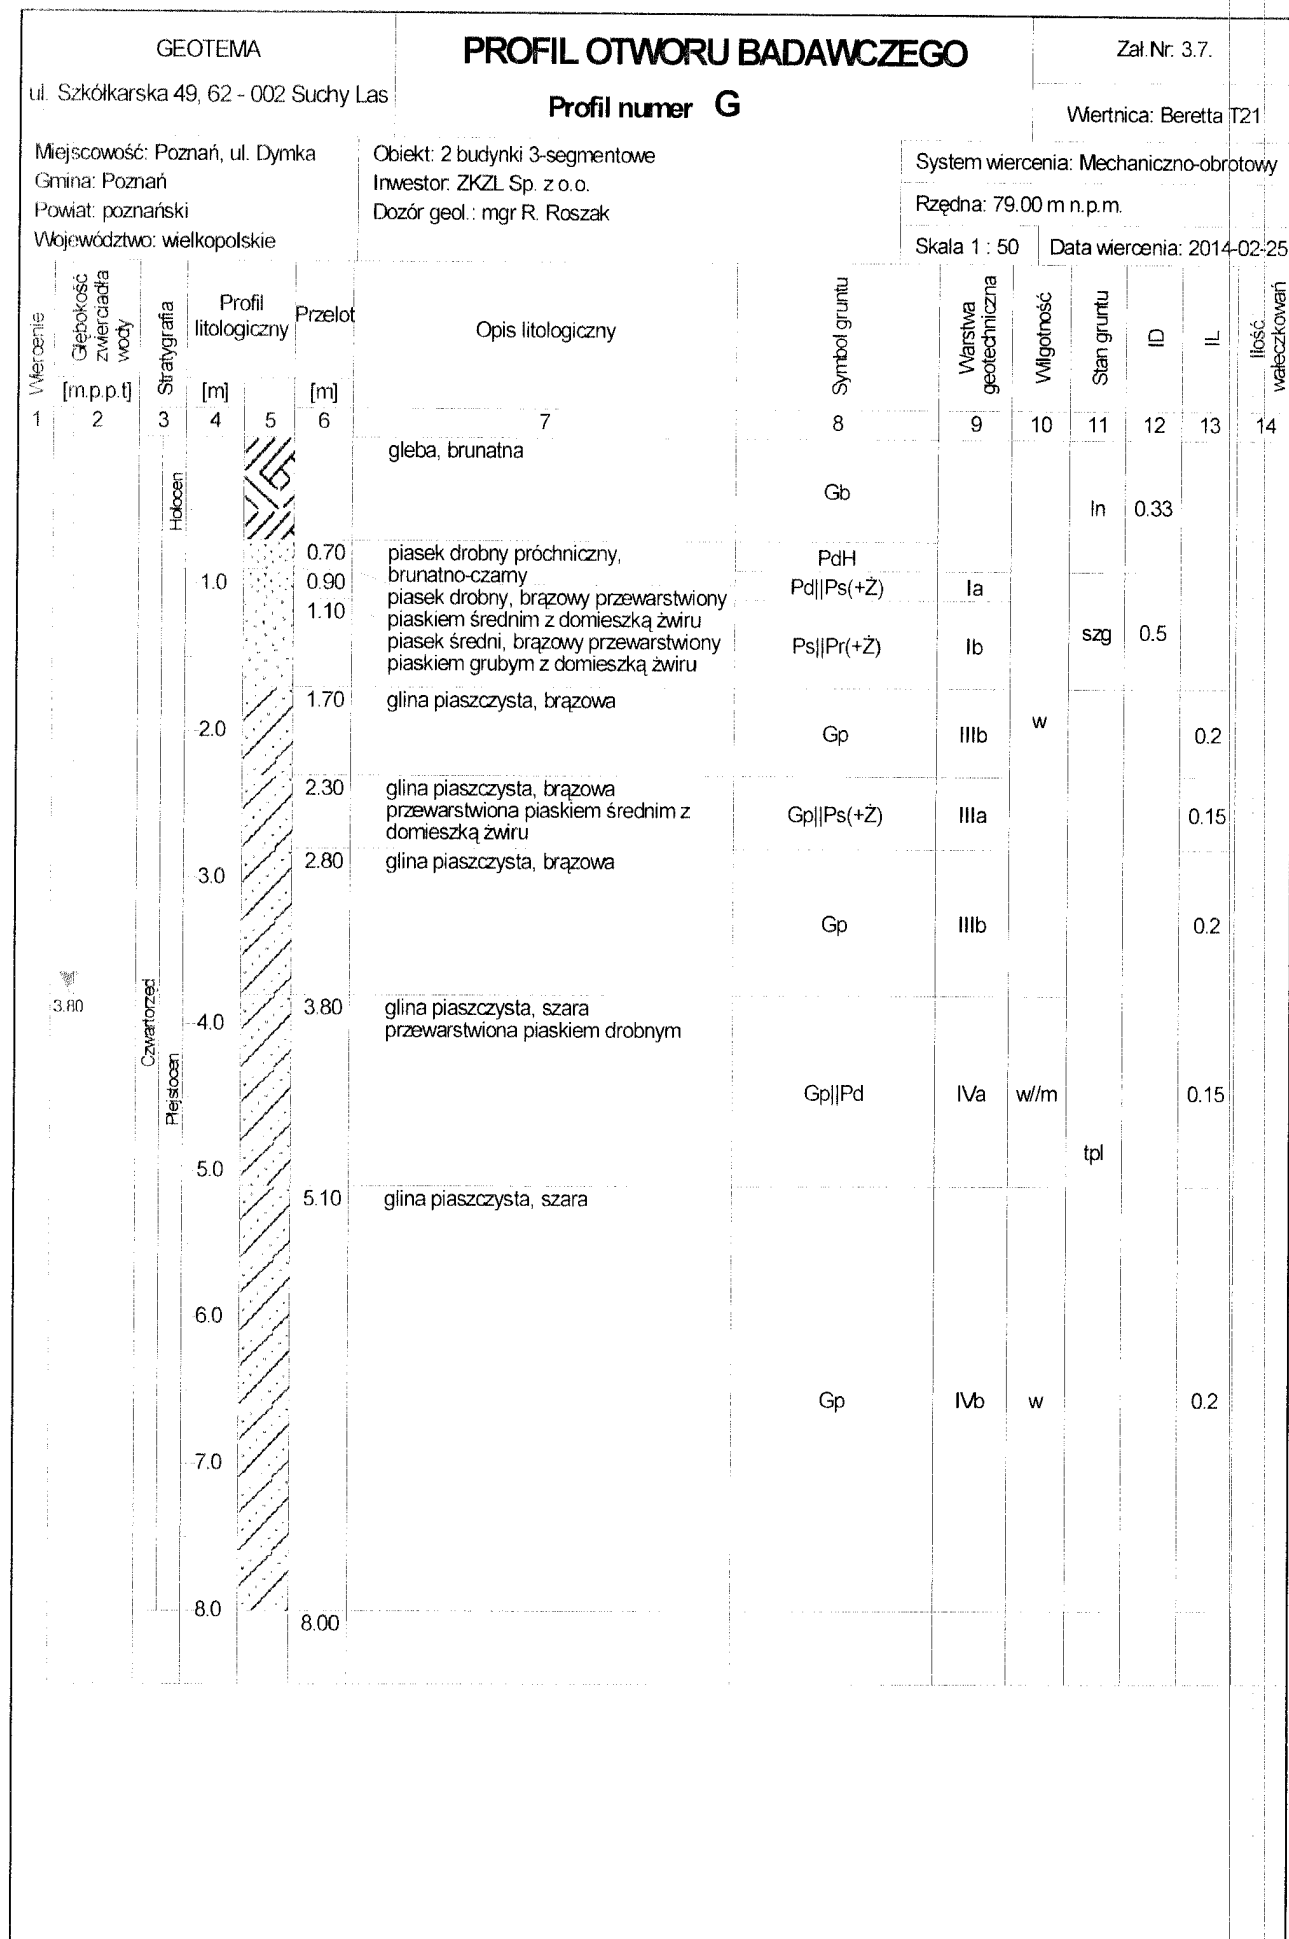 GEOTEMA
ul. Szkółkarska 49, 62 - 002 Suchy Las
PROFIL OTWORU BADAWCZEGO
Profil numer G
Zał.Nr: 3.7.
Wiertnica: Beretta T21
Miejscowość: Poznań, ul. Dymka
Gmina: Poznań
Powiat: poznański
Województwo: wielkopolskie
Obiekt: 2 budynki 3-segmentowe
Inwestor: ZKZL Sp. z o.o.
Dozór geol.: mgr R. Roszak
System wiercenia: Mechaniczno-obrotowy
Rzędna: 79.00 m n.p.m.
Skala 1 : 50 Data wiercenia: 2014-02-25
Wiercenie
Głębokość zwierciadła wody
[m.p.p.t]
Stratygrafia
Profil litologiczny
[m]
Przelot
[m]
Opis litologiczny
Symbol gruntu
Warstwa geotechniczna
Wilgotność
Stan gruntu
ID
IL
Ilość wałeczkowań
1 2 3 4 5 6 7 8 9 10 11 12 13 14
gleba, brunatna
Gb
ln 0.33
Holocen
0.70 piasek drobny próchniczny,
brunatno-czarny
PdH
1.0
0.90 piasek drobny, brązowy przewarstwiony
piaskiem średnim z domieszką żwiru
Pd||Ps(+Ż) Ia
1.10 piasek średni, brązowy przewarstwiony
piaskiem grubym z domieszką żwiru
Ps||Pr(+Ż) Ib
szg 0.5
1.70 glina piaszczysta, brązowa
2.0
Gp IIIb w 0.2
2.30 glina piaszczysta, brązowa
przewarstwiona piaskiem średnim z
domieszką żwiru
Gp||Ps(+Ż) IIIa 0.15
2.80 glina piaszczysta, brązowa
3.0
Gp IIIb 0.2
3.80
Czwartorzęd
Plejstocen
3.80 glina piaszczysta, szara
przewarstwiona piaskiem drobnym
4.0
Gp||Pd IVa w//m 0.15
tpl
5.0
5.10 glina piaszczysta, szara
6.0
Gp IVb w 0.2
7.0
8.0
8.00